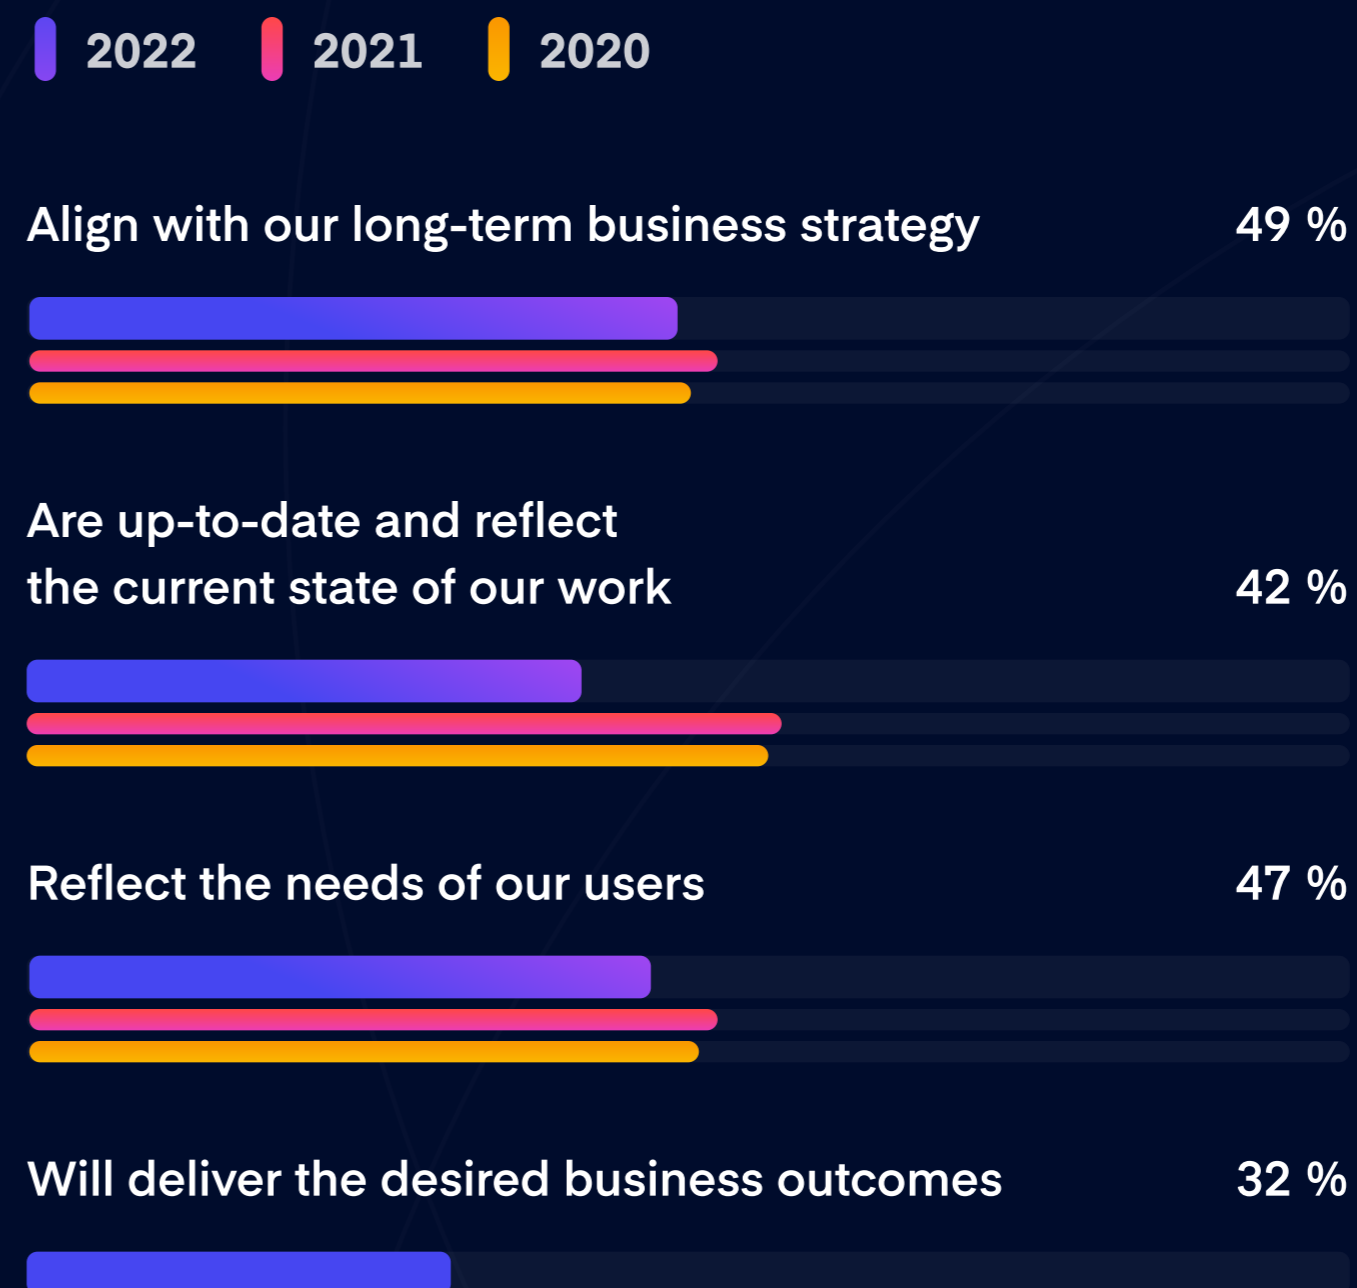 2022 2021 2020
Align with our long-term business strategy 49 %
Are up-to-date and reflect
the current state of our work 42 %
Reflect the needs of our users 47 %
Will deliver the desired business outcomes 32 %